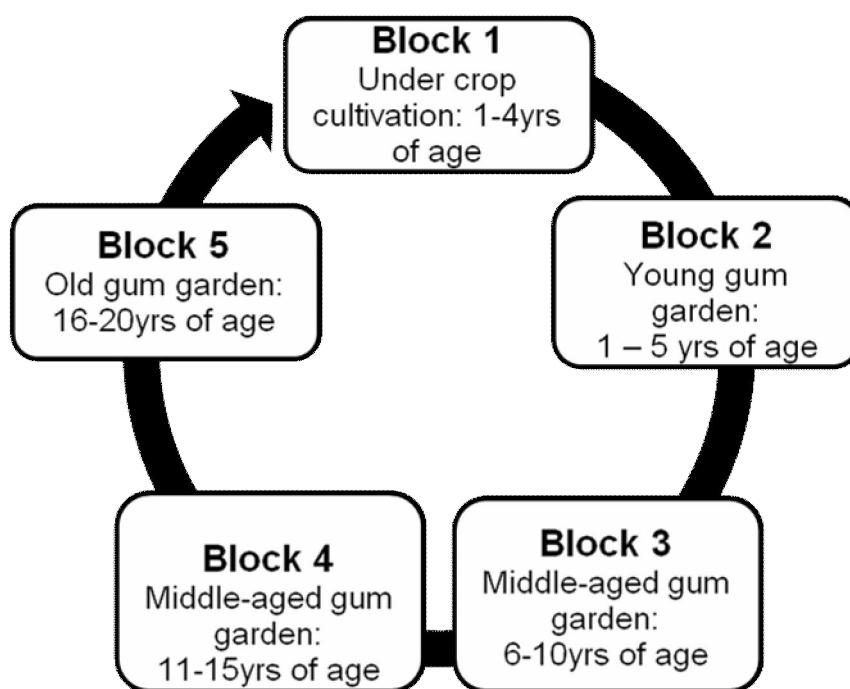 Block 1
Under crop
cultivation: 1-4yrs
of age
Block 2
Young gum
garden:
1 – 5 yrs of age
Block 3
Middle-aged gum
garden:
6-10yrs of age
Block 4
Middle-aged gum
garden:
11-15yrs of age
Block 5
Old gum garden:
16-20yrs of age